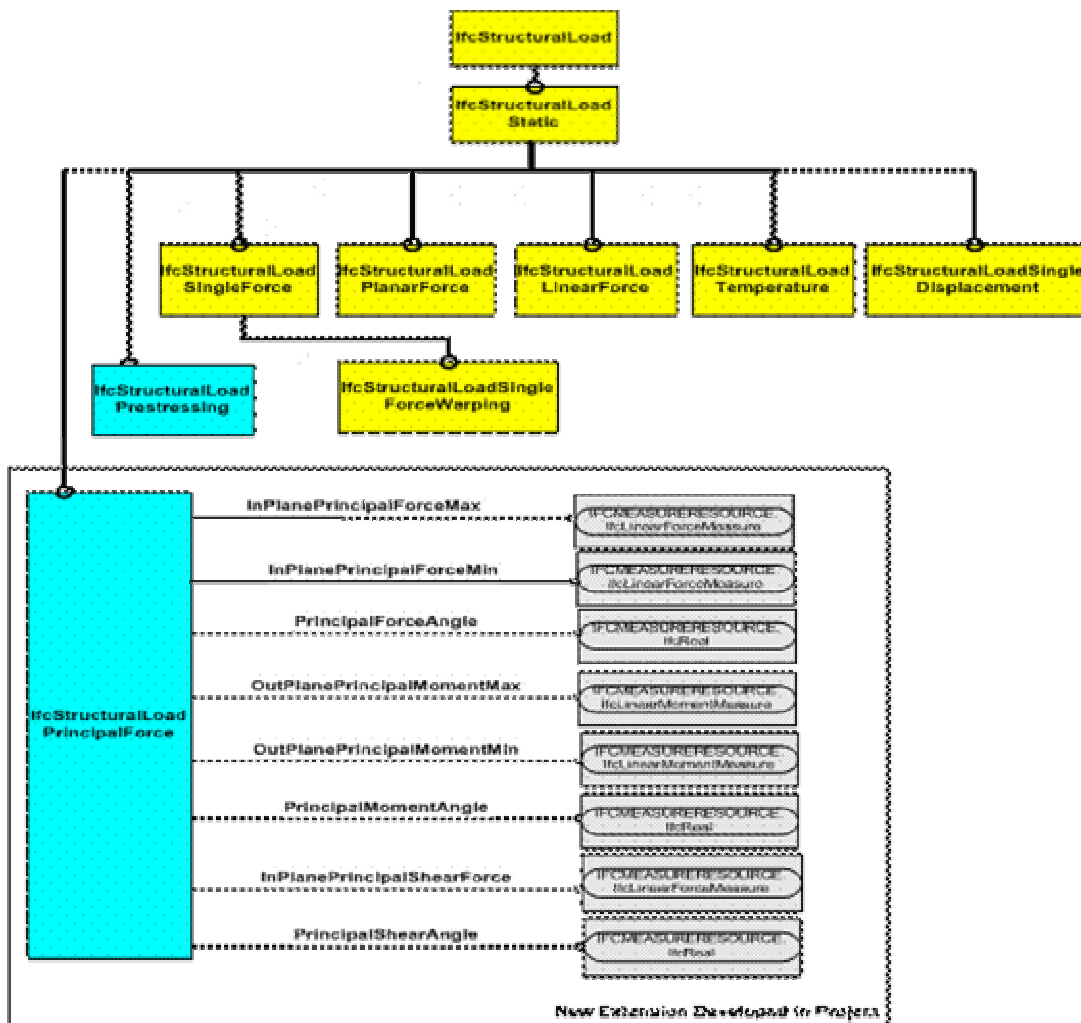 IfcStructuralLoad
IfcStructuralLoad
Static
IfcStructuralLoad
SingleForce
IfcStructuralLoad
PlanarForce
IfcStructuralLoad
LinearForce
IfcStructuralLoad
Temperature
IfcStructuralLoadSingle
Displacement
IfcStructuralLoad
Prestressing
IfcStructuralLoadSingle
ForceWarping
IfcStructuralLoad
PrincipalForce
InPlanePrincipalForceMax
IFCMEASURERESOURCE.
IfcLinearForceMeasure
InPlanePrincipalForceMin
IFCMEASURERESOURCE.
IfcLinearForceMeasure
PrincipalForceAngle
IFCMEASURERESOURCE.
IfcReal
OutPlanePrincipalMomentMax
IFCMEASURERESOURCE.
IfcLinearMomentMeasure
OutPlanePrincipalMomentMin
IFCMEASURERESOURCE.
IfcLinearMomentMeasure
PrincipalMomentAngle
IFCMEASURERESOURCE.
IfcReal
InPlanePrincipalShearForce
IFCMEASURERESOURCE.
IfcLinearForceMeasure
PrincipalShearAngle
IFCMEASURERESOURCE.
IfcReal
New Extension Developed in Project